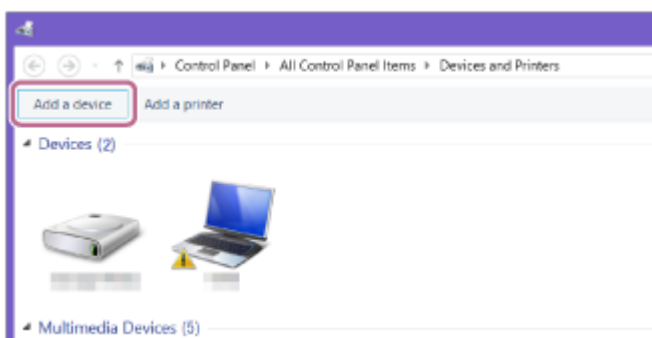 Control Panel ▸ All Control Panel Items ▸ Devices and Printers
Add a device Add a printer
Devices (2)
Multimedia Devices (5)